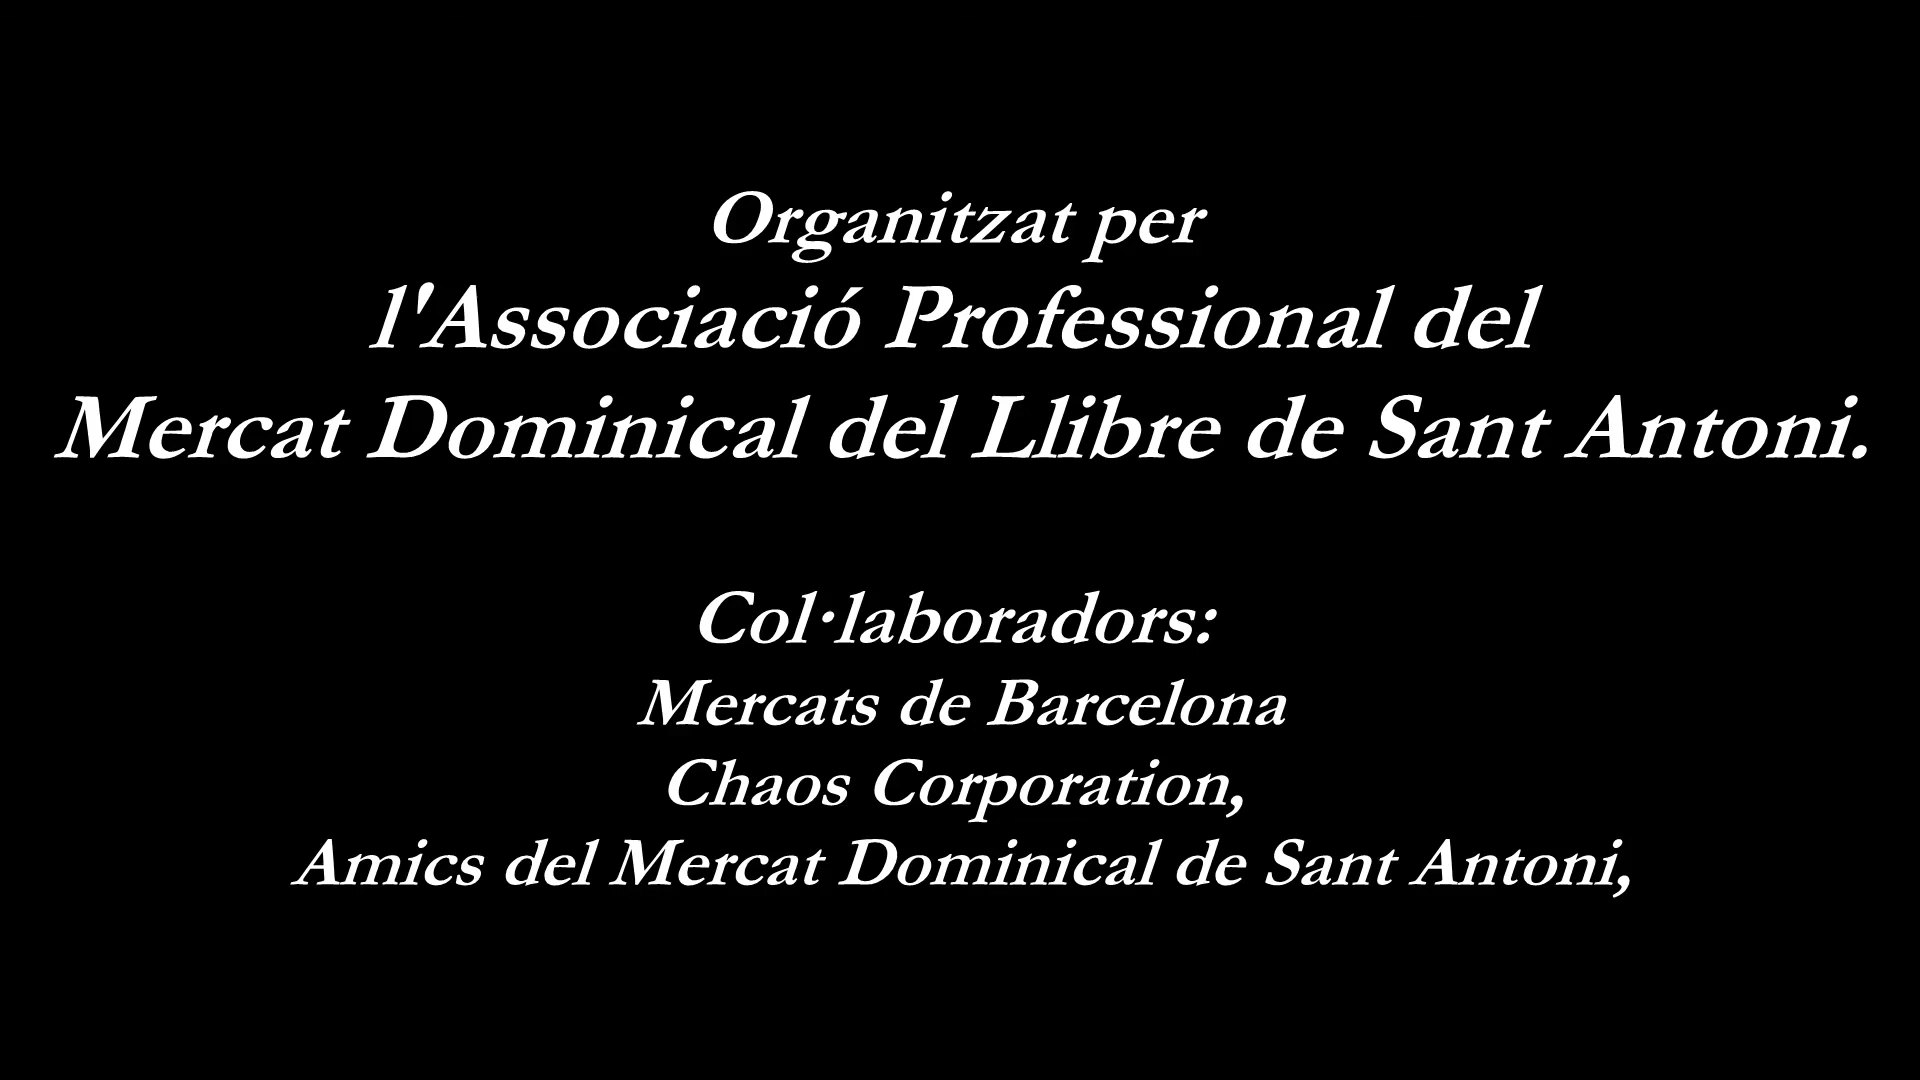 Organitzat per
l'Associació Professional del
Mercat Dominical del Llibre de Sant Antoni.
Col·laboradors:
Mercats de Barcelona
Chaos Corporation,
Amics del Mercat Dominical de Sant Antoni,